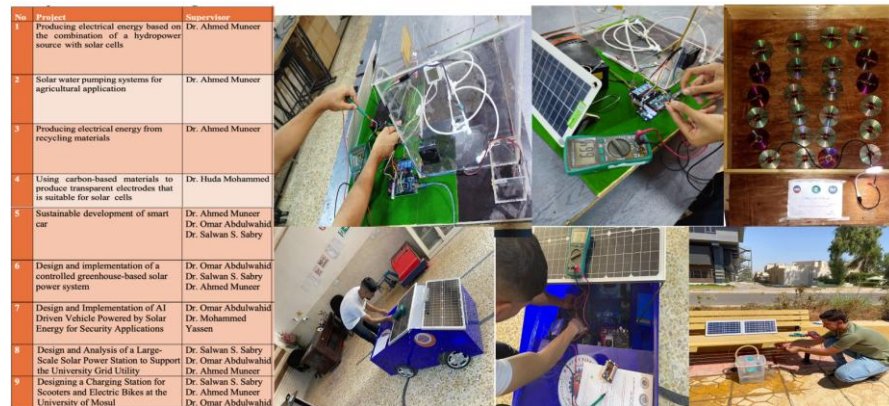 No Project Supervisor
1 Producing electrical energy based on Dr. Ahmed Muneer
the combination of a hydropower
source with solar cells
2 Solar water pumping systems for Dr. Ahmed Muneer
agricultural application
3 Producing electrical energy from Dr. Ahmed Muneer
recycling materials
4 Using carbon-based materials to Dr. Huda Mohammed
produce transparent electrodes that
is suitable for solar cells
5 Sustainable development of smart Dr. Ahmed Muneer
car Dr. Omar Abdulwahid
Dr. Salwan S. Sabry
6 Design and implementation of a Dr. Omar Abdulwahid
controlled greenhouse-based solar Dr. Salwan S. Sabry
power system Dr. Ahmed Muneer
7 Design and Implementation of AI Dr. Omar Abdulwahid
Driven Vehicle Powered by Solar Dr. Mohammed
Energy for Security Applications Yassen
8 Design and Analysis of a Large- Dr. Salwan S. Sabry
Scale Solar Power Station to Support Dr. Omar Abdulwahid
the University Grid Utility Dr. Ahmed Muneer
9 Designing a Charging Station for Dr. Salwan S. Sabry
Scooters and Electric Bikes at the Dr. Ahmed Muneer
University of Mosul Dr. Omar Abdulwahid